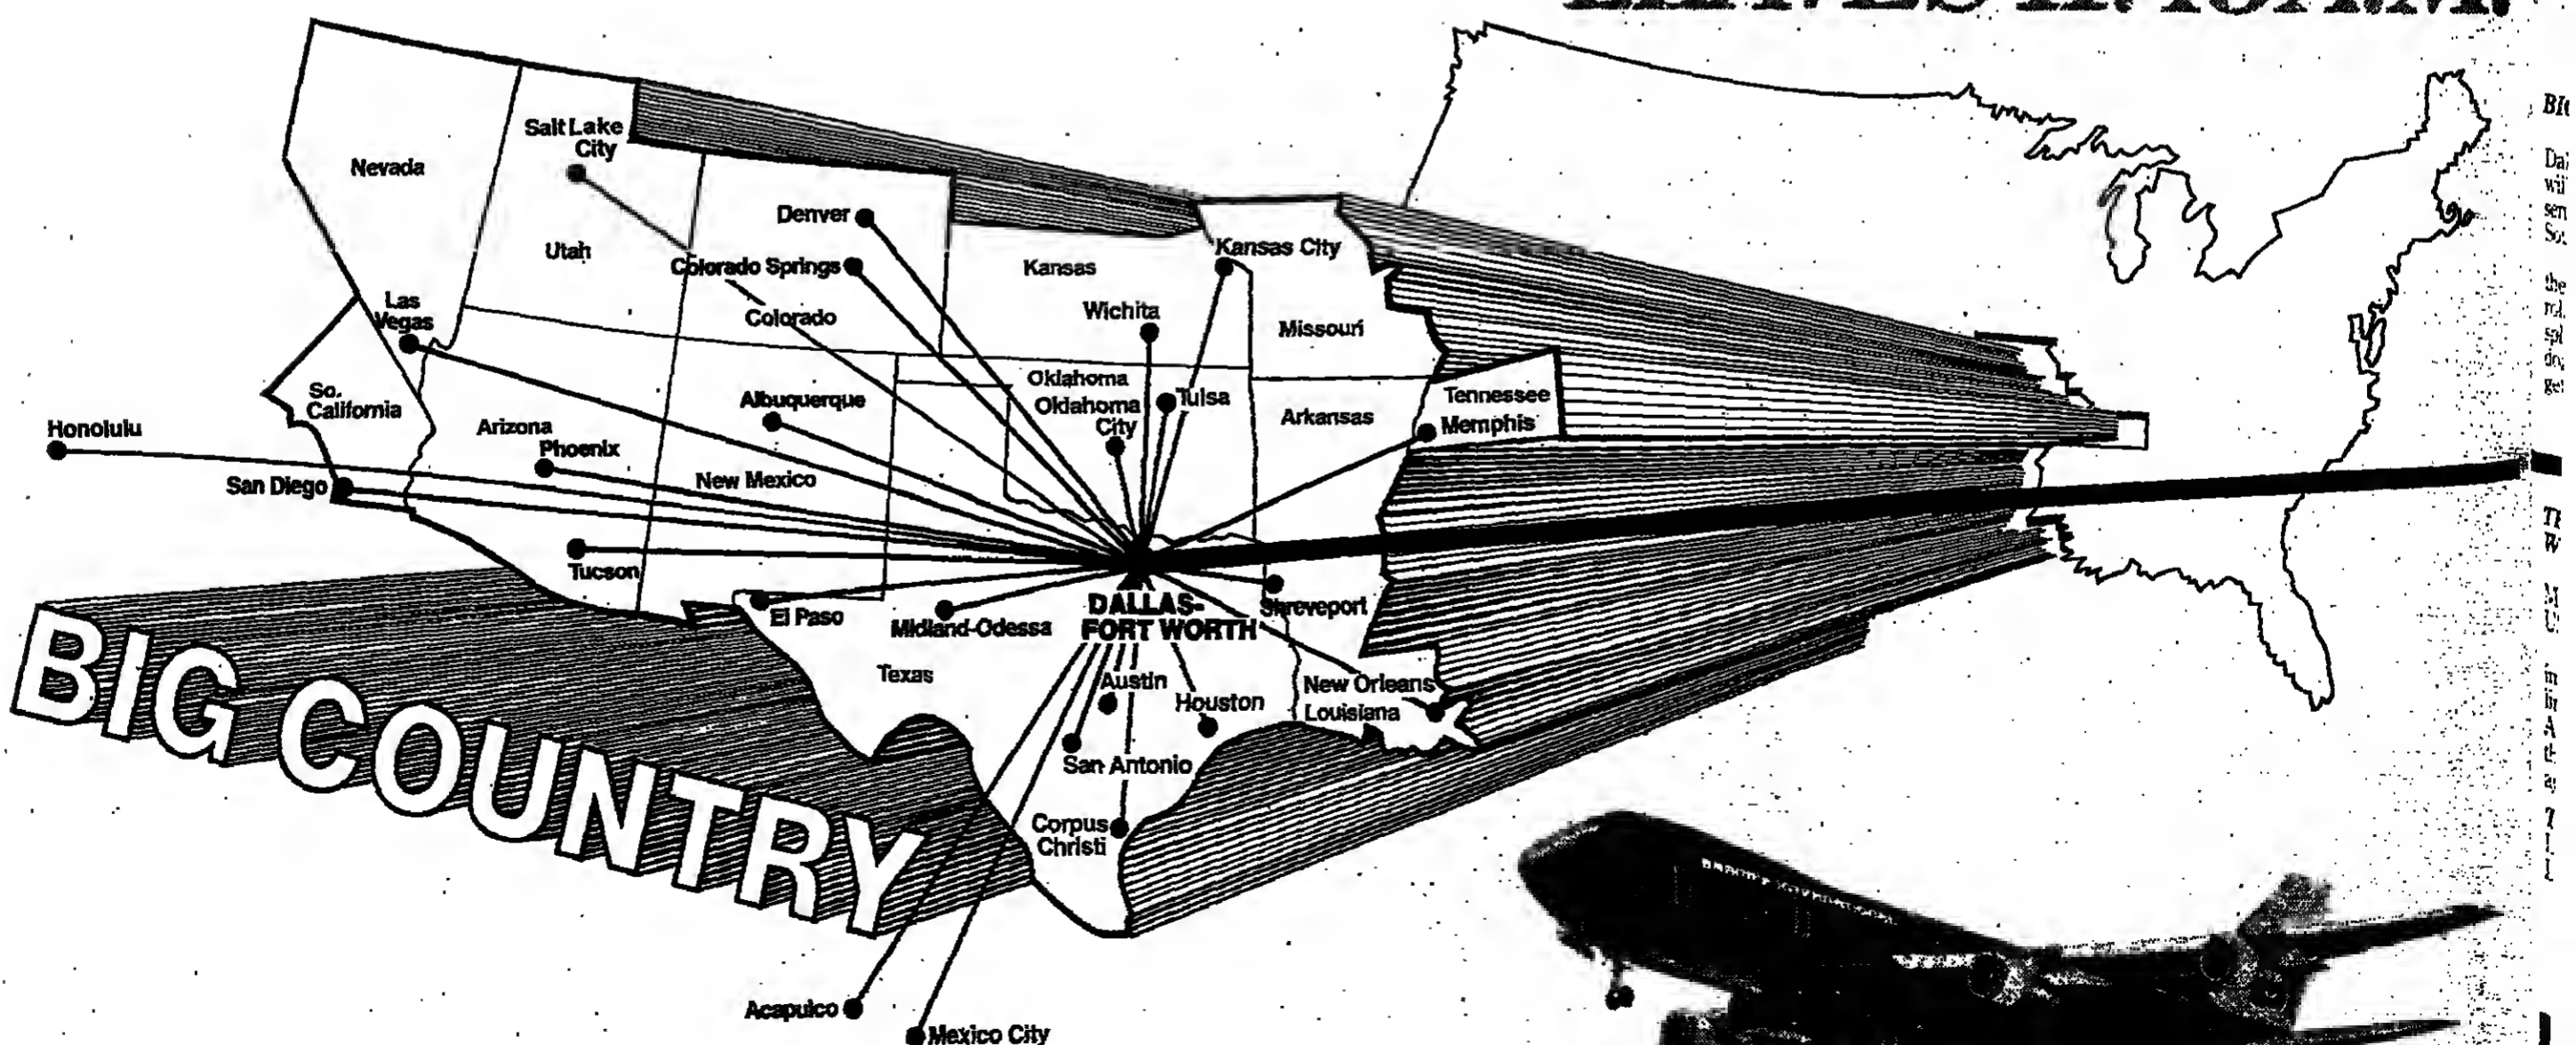 Salt Lake
City
Nevada
Denver
Utah
Colorado Springs
Kansas City
Kansas
Las
Vegas
Wichita
Colorado
Missouri
So.
California
Oklahoma
Oklahoma
City
Tulsa
Tennessee
Memphis
Albuquerque
Arkansas
Honolulu
Arizona
Phoenix
San Diego
New Mexico
Tucson
El Paso
Midland-Odessa
DALLAS-
FORT WORTH
Shreveport
Texas
Austin
Houston
New Orleans
Louisiana
San Antonio
Corpus
Christi
BIG COUNTRY
Acapulco
Mexico City